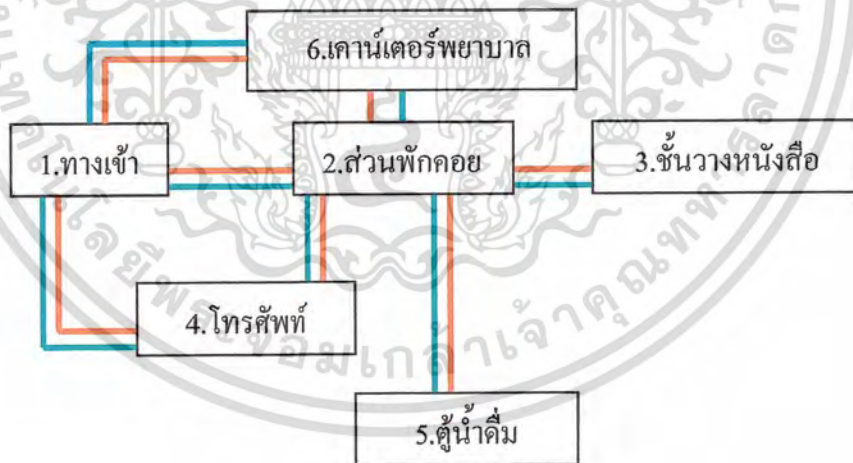 6.เคาน์เตอร์พยาบาล
1.ทางเข้า
2.ส่วนพักคอย
3.ชั้นวางหนังสือ
4.โทรศัพท์
5.ตู้น้ำดื่ม